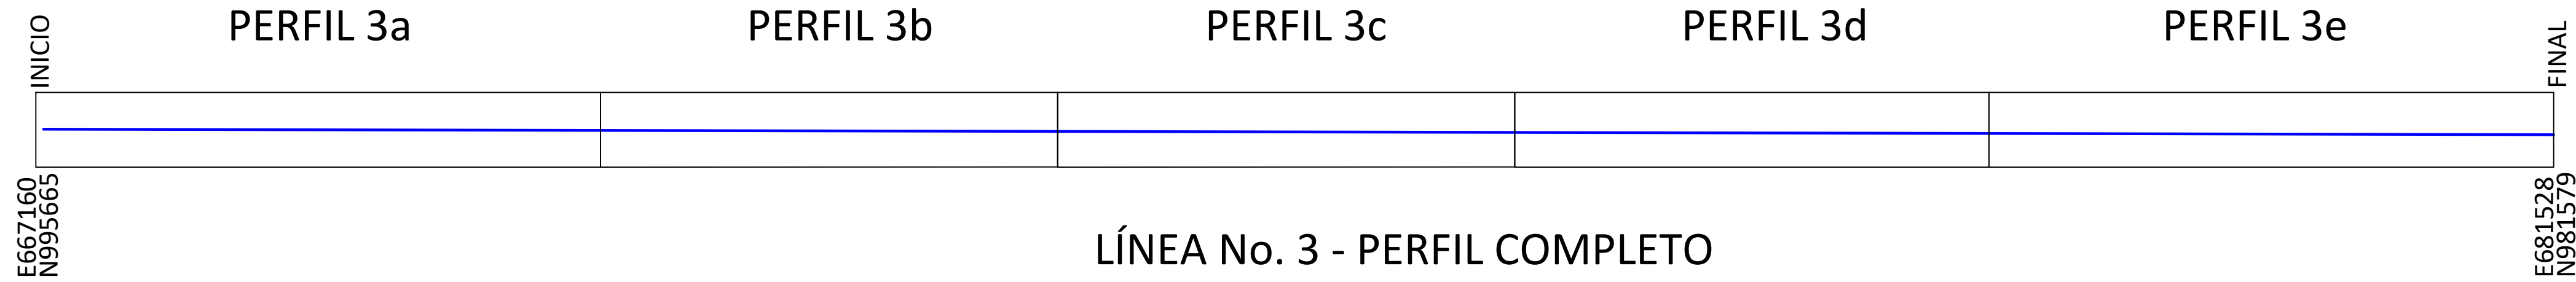 PERFIL 3a
PERFIL 3b
PERFIL 3c
PERFIL 3d
PERFIL 3e
INICIO
FINAL
E667160
N995665
E681528
N981579
LÍNEA No. 3 - PERFIL COMPLETO